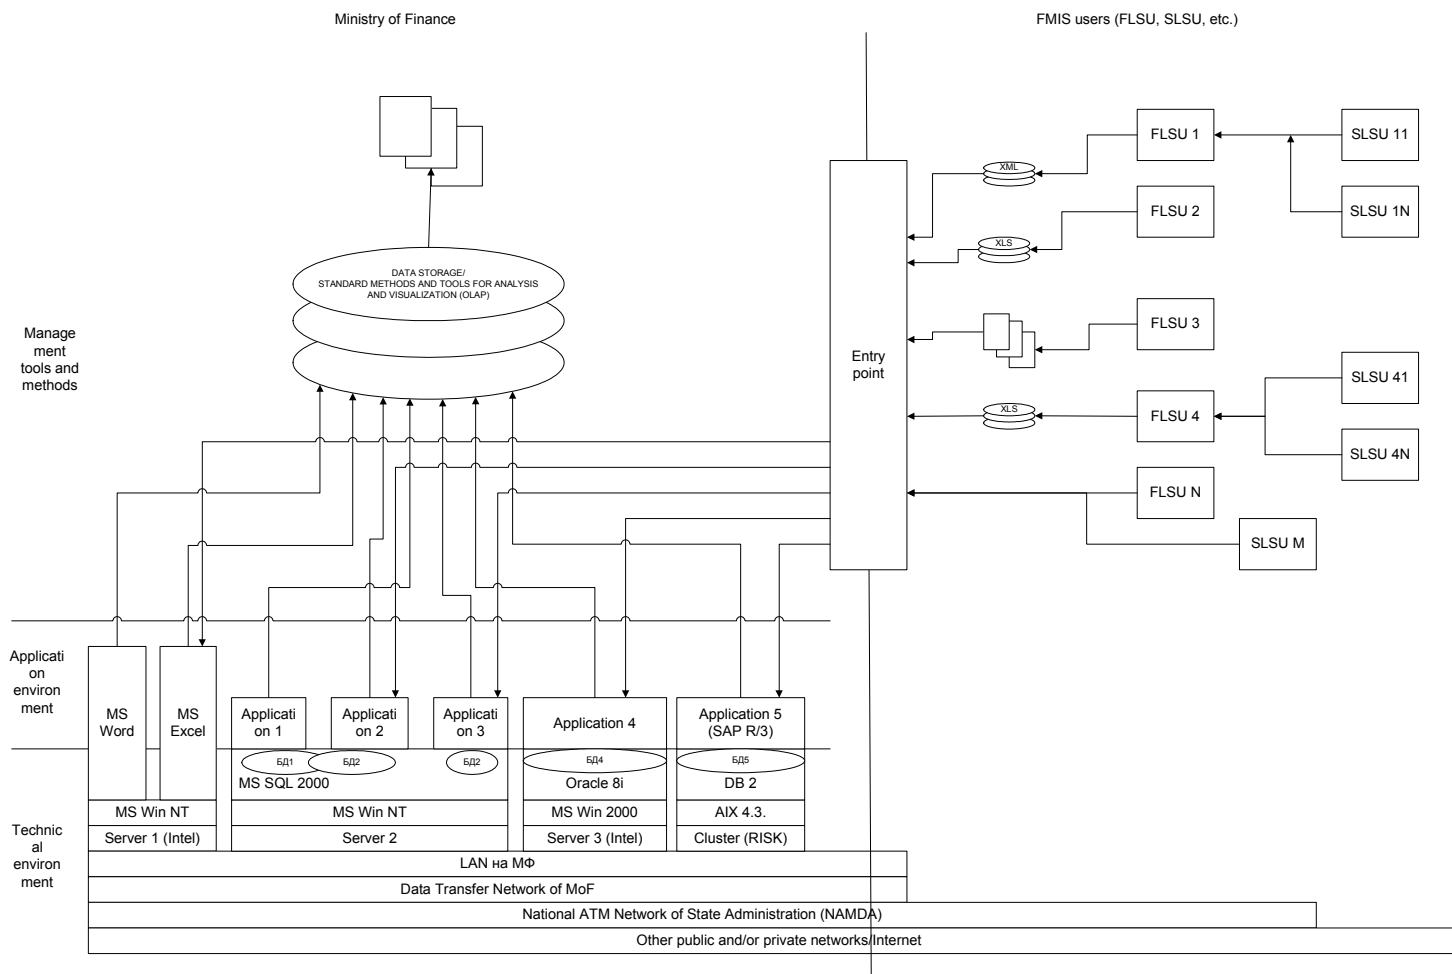 Ministry of Finance
FMIS users (FLSU, SLSU, etc.)
FLSU 1
SLSU 11
XML
FLSU 2
SLSU 1N
XLS
DATA STORAGE/
STANDARD METHODS AND TOOLS FOR ANALYSIS
AND VISUALIZATION (OLAP)
Manage
ment
tools and
methods
Entry
point
FLSU 3
SLSU 41
XLS
FLSU 4
SLSU 4N
FLSU N
SLSU M
Applicati
on
environ
ment
MS
Word
MS
Excel
Applicati
on 1
Applicati
on 2
Applicati
on 3
Application 4
Application 5
(SAP R/3)
БД1
БД2
БД2
БД4
БД5
MS SQL 2000
Oracle 8i
DB 2
MS Win NT
MS Win NT
MS Win 2000
AIX 4.3.
Technic
al
environ
ment
Server 1 (Intel)
Server 2
Server 3 (Intel)
Cluster (RISK)
LAN на МФ
Data Transfer Network of MoF
National ATM Network of State Administration (NAMDA)
Other public and/or private networks/Internet